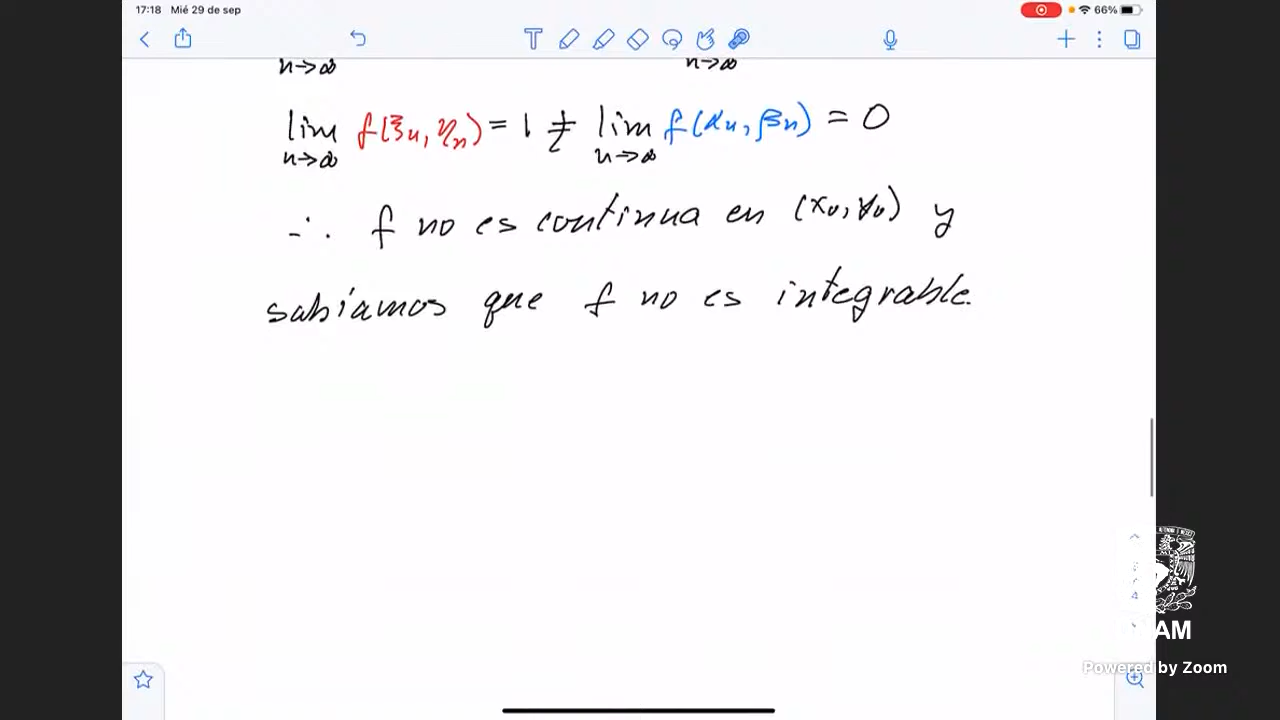 17:18 Mié 29 de sep
66%
n→∞ n→∞
lim f(ξn, ηn) = 1 ≠ lim f(αn, βn) = 0
n→∞ n→∞
∴ f no es continua en (x0, y0) y
sabíamos que f no es integrable.
AM
Powered by Zoom